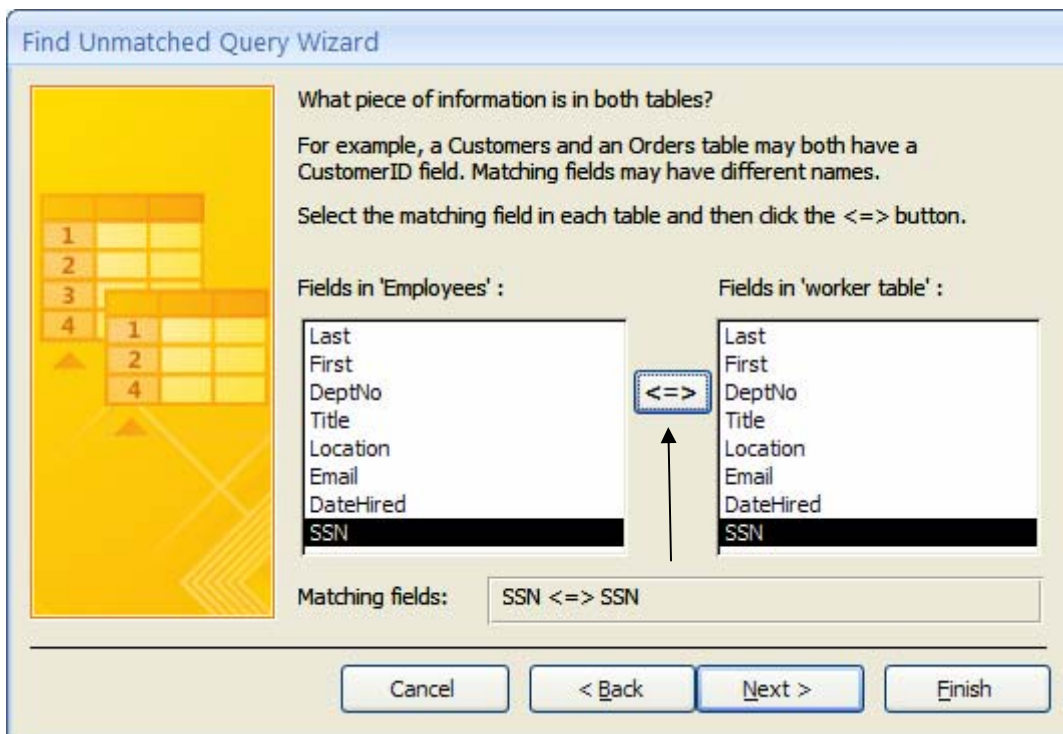 Find Unmatched Query Wizard
What piece of information is in both tables?
For example, a Customers and an Orders table may both have a
CustomerID field. Matching fields may have different names.
Select the matching field in each table and then click the <=> button.
1
2
3
4
1
2
4
Fields in 'Employees' :
Last
First
DeptNo
Title
Location
Email
DateHired
SSN
<=>
Fields in 'worker table' :
Last
First
DeptNo
Title
Location
Email
DateHired
SSN
Matching fields: SSN <=> SSN
Cancel < Back Next > Finish